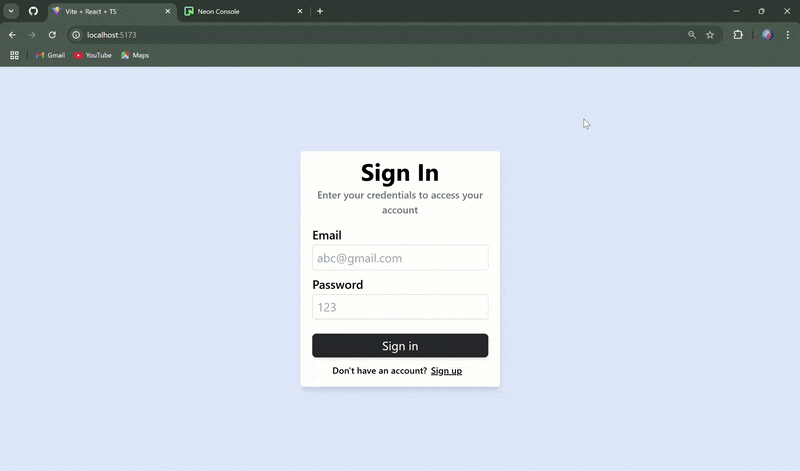 Vite + React + TS
Neon Console
localhost:5173
Gmail
YouTube
Maps
Sign In
Enter your credentials to access your
account
Email
abc@gmail.com
Password
123
Sign in
Don't have an account? Sign up